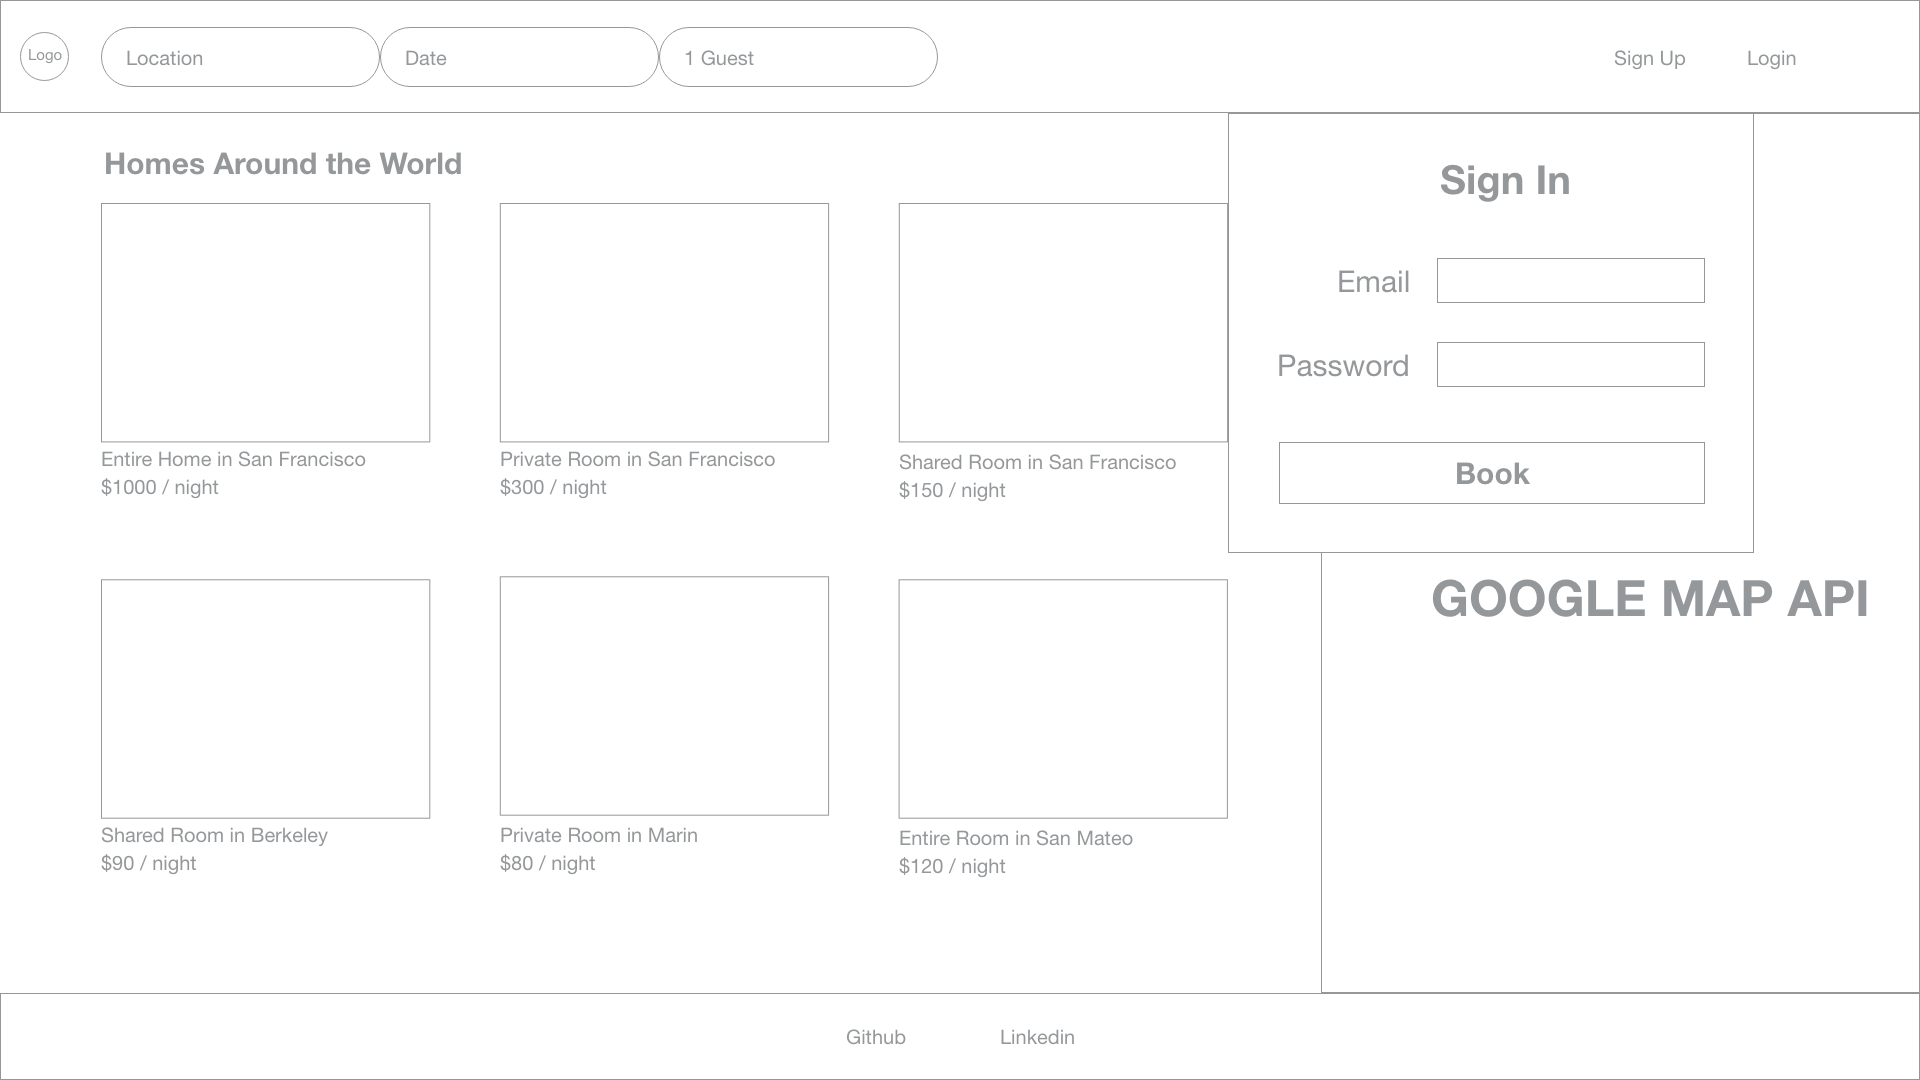 Logo
Location
Date
1 Guest
Sign Up
Login
Homes Around the World
Entire Home in San Francisco
$1000 / night
Private Room in San Francisco
$300 / night
Shared Room in San Francisco
$150 / night
Shared Room in Berkeley
$90 / night
Private Room in Marin
$80 / night
Entire Room in San Mateo
$120 / night
Sign In
Email
Password
Book
GOOGLE MAP API
Github
Linkedin